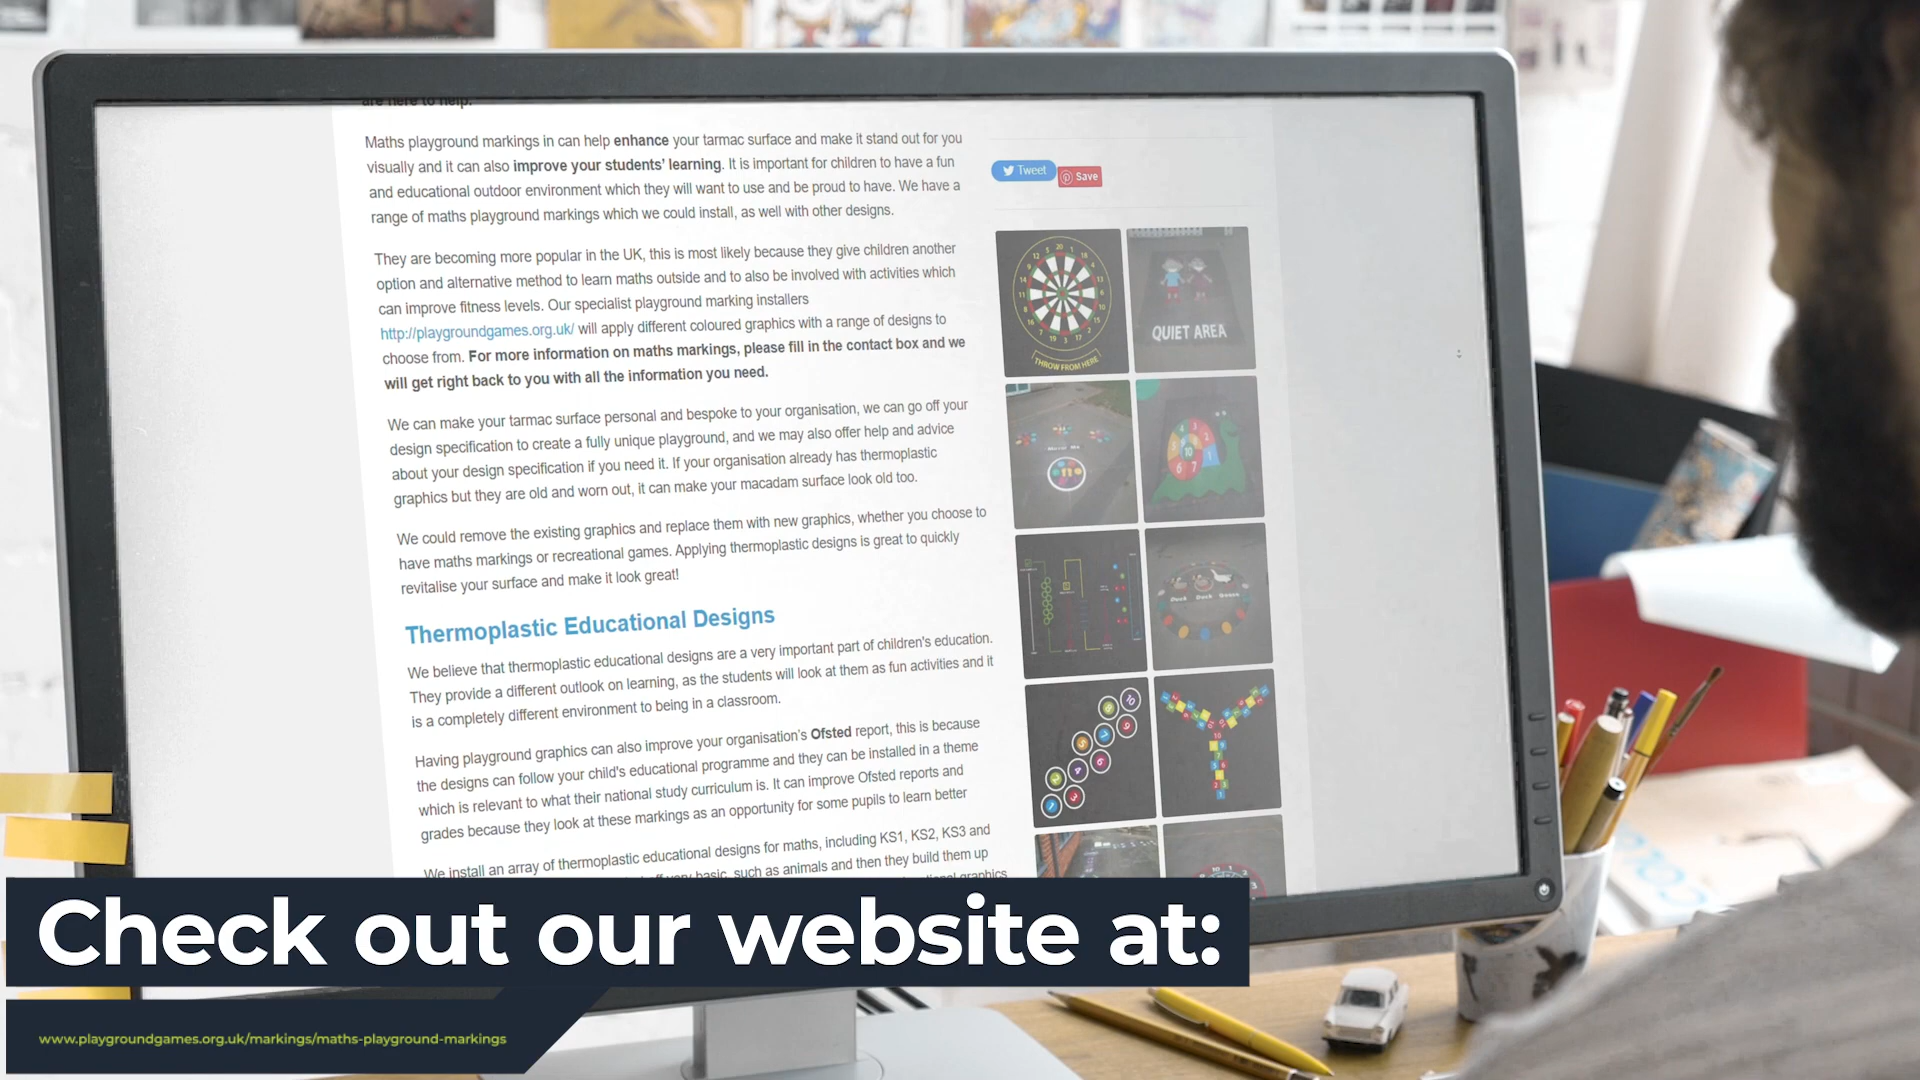 are here to help.
Maths playground markings in can help enhance your tarmac surface and make it stand out for you
visually and it can also improve your students' learning. It is important for children to have a fun
and educational outdoor environment which they will want to use and be proud to have. We have a
range of maths playground markings which we could install, as well with other designs.
They are becoming more popular in the UK, this is most likely because they give children another
option and alternative method to learn maths outside and to also be involved with activities which
can improve fitness levels. Our specialist playground marking installers
http://playgroundgames.org.uk/ will apply different coloured graphics with a range of designs to
choose from. For more information on maths markings, please fill in the contact box and we
will get right back to you with all the information you need.
We can make your tarmac surface personal and bespoke to your organisation, we can go off your
design specification to create a fully unique playground, and we may also offer help and advice
about your design specification if you need it. If your organisation already has thermoplastic
graphics but they are old and worn out, it can make your macadam surface look old too.
We could remove the existing graphics and replace them with new graphics, whether you choose to
have maths markings or recreational games. Applying thermoplastic designs is great to quickly
revitalise your surface and make it look great!
Thermoplastic Educational Designs
We believe that thermoplastic educational designs are a very important part of children's education.
They provide a different outlook on learning, as the students will look at them as fun activities and it
is a completely different environment to being in a classroom.
Having playground graphics can also improve your organisation's Ofsted report, this is because
the designs can follow your child's educational programme and they can be installed in a theme
which is relevant to what their national study curriculum is. It can improve Ofsted reports and
grades because they look at these markings as an opportunity for some pupils to learn better
We install an array of thermoplastic educational designs for maths, including KS1, KS2, KS3 and
very basic, such as animals and then they build them up
graphics
Tweet
Save
THROW FROM HERE
QUIET AREA
Duck Duck Goose
Check out our website at:
www.playgroundgames.org.uk/markings/maths-playground-markings